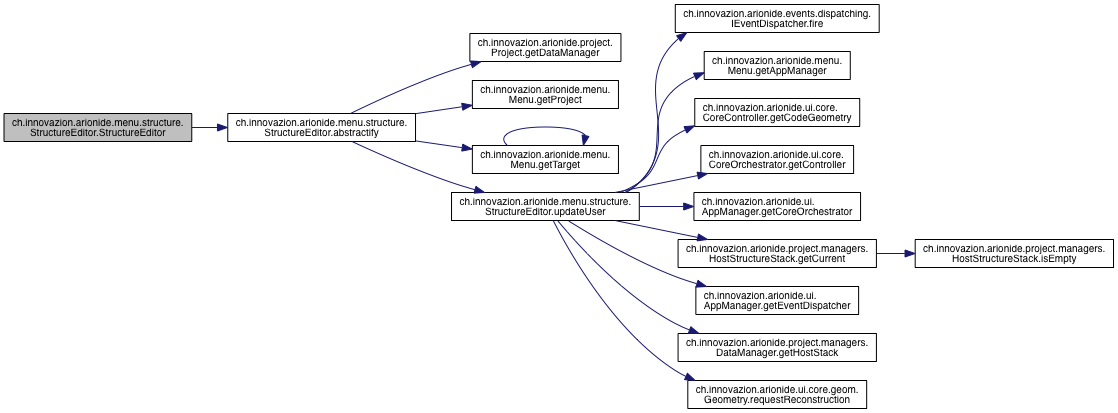 ch.innovazion.arionide.menu.structure.
StructureEditor.StructureEditor
ch.innovazion.arionide.menu.structure.
StructureEditor.abstractify
ch.innovazion.arionide.project.
Project.getDataManager
ch.innovazion.arionide.menu.
Menu.getProject
ch.innovazion.arionide.menu.
Menu.getTarget
ch.innovazion.arionide.menu.structure.
StructureEditor.updateUser
ch.innovazion.arionide.events.dispatching.
IEventDispatcher.fire
ch.innovazion.arionide.menu.
Menu.getAppManager
ch.innovazion.arionide.ui.core.
CoreController.getCodeGeometry
ch.innovazion.arionide.ui.core.
CoreOrchestrator.getController
ch.innovazion.arionide.ui.
AppManager.getCoreOrchestrator
ch.innovazion.arionide.project.managers.
HostStructureStack.getCurrent
ch.innovazion.arionide.project.managers.
HostStructureStack.isEmpty
ch.innovazion.arionide.ui.
AppManager.getEventDispatcher
ch.innovazion.arionide.project.managers.
DataManager.getHostStack
ch.innovazion.arionide.ui.core.geom.
Geometry.requestReconstruction